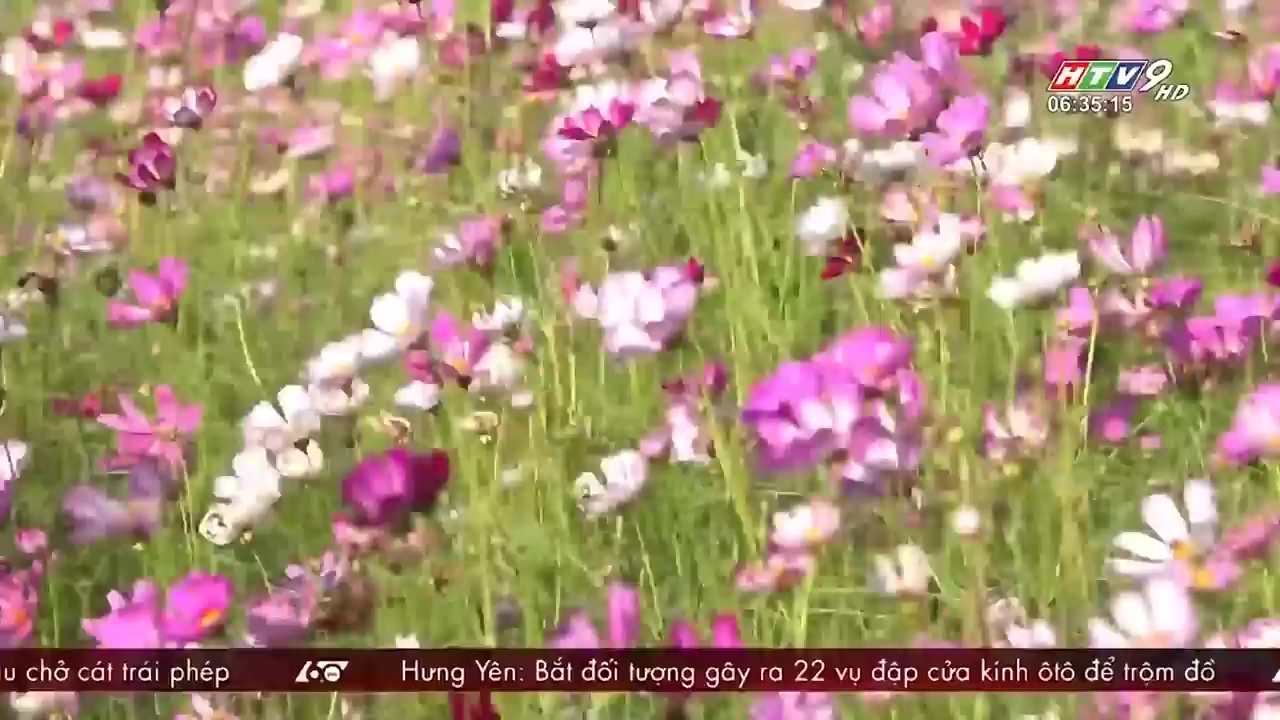 HTV9 HD
06:35:15
chở cát trái phép
Hưng Yên: Bắt đối tượng gây ra 22 vụ đập cửa kính ôtô để trộm đồ